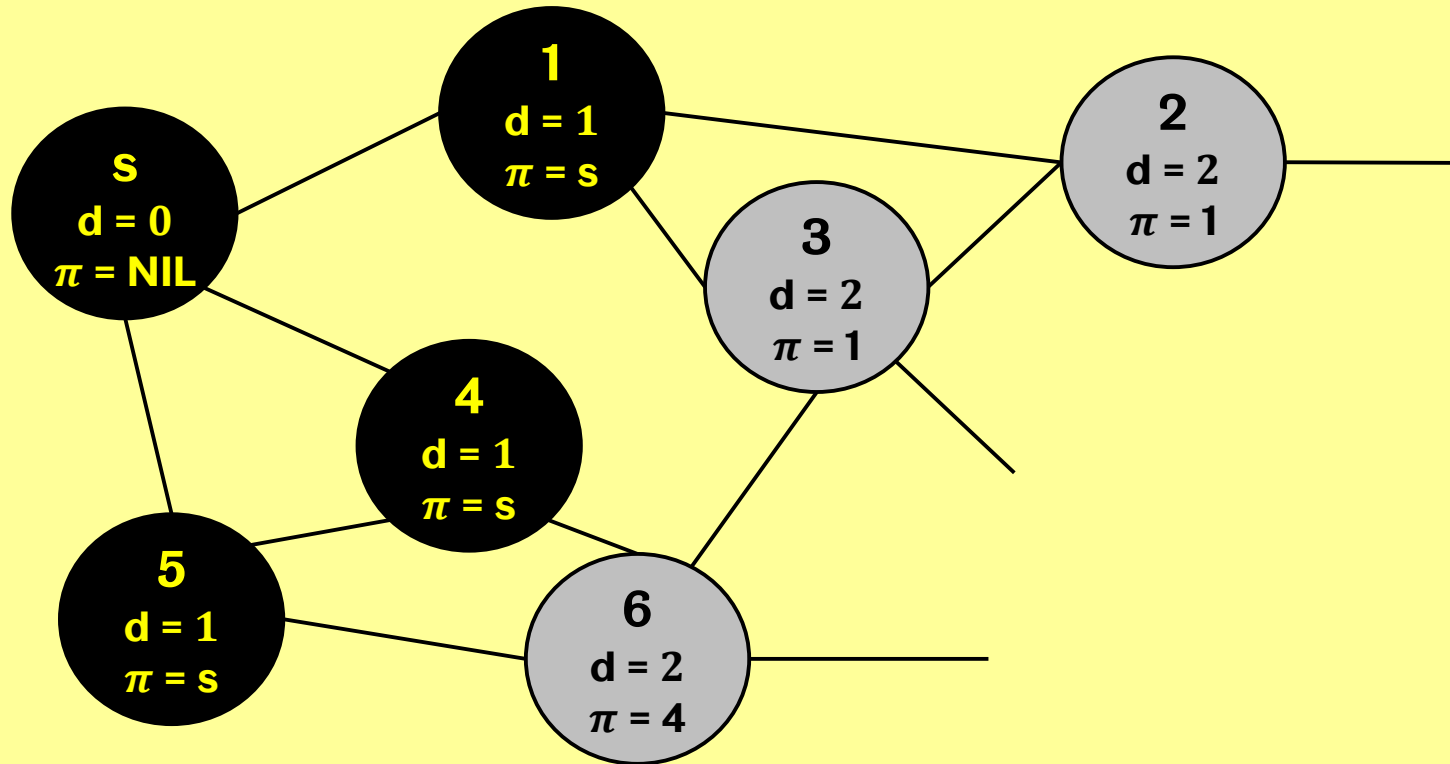 s
d = 0
π = NIL
1
d = 1
π = s
2
d = 2
π = 1
3
d = 2
π = 1
4
d = 1
π = s
5
d = 1
π = s
6
d = 2
π = 4